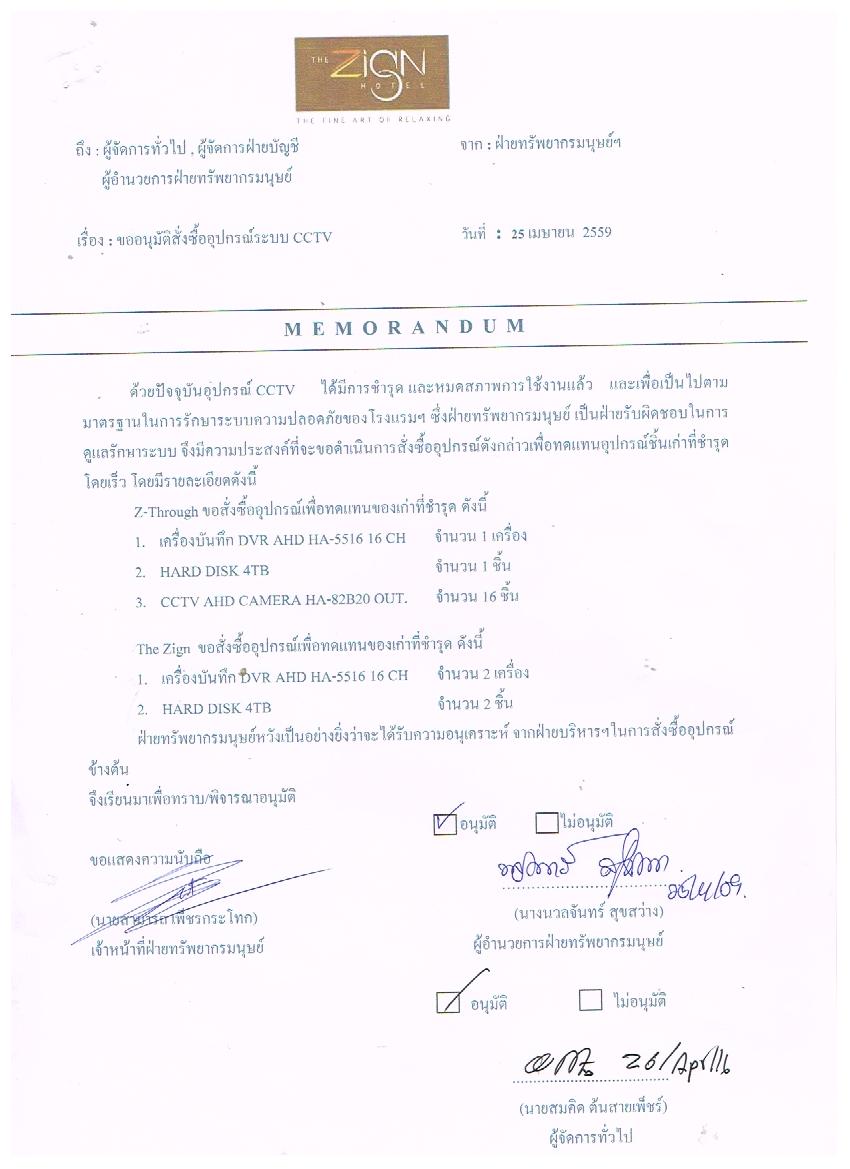 THE ZIGN
HOTEL
THE FINE ART OF RELAXING
ถึง : ผู้จัดการทั่วไป , ผู้จัดการฝ่ายบัญชี จาก : ฝ่ายทรัพยากรมนุษย์ฯ
ผู้อำนวยการฝ่ายทรัพยากรมนุษย์
เรื่อง : ขออนุมัติสั่งซื้ออุปกรณ์ระบบ CCTV วันที่ : 25 เมษายน 2559
MEMORANDUM
ด้วยปัจจุบันอุปกรณ์ CCTV ได้มีการชำรุด และหมดสภาพการใช้งานแล้ว และเพื่อเป็นไปตาม
มาตรฐานในการรักษาระบบความปลอดภัยของโรงแรมฯ ซึ่งฝ่ายทรัพยากรมนุษย์ เป็นฝ่ายรับผิดชอบในการ
ดูแลรักษาระบบ จึงมีความประสงค์ที่จะขอดำเนินการสั่งซื้ออุปกรณ์ดังกล่าวเพื่อทดแทนอุปกรณ์ชิ้นเก่าที่ชำรุด
โดยเร็ว โดยมีรายละเอียดดังนี้
Z-Through ขอสั่งซื้ออุปกรณ์เพื่อทดแทนของเก่าที่ชำรุด ดังนี้
1. เครื่องบันทึก DVR AHD HA-5516 16 CH จำนวน 1 เครื่อง
2. HARD DISK 4TB จำนวน 1 ชิ้น
3. CCTV AHD CAMERA HA-82B20 OUT. จำนวน 16 ชิ้น
The Zign ขอสั่งซื้ออุปกรณ์เพื่อทดแทนของเก่าที่ชำรุด ดังนี้
1. เครื่องบันทึก DVR AHD HA-5516 16 CH จำนวน 2 เครื่อง
2. HARD DISK 4TB จำนวน 2 ชิ้น
ฝ่ายทรัพยากรมนุษย์หวังเป็นอย่างยิ่งว่าจะได้รับความอนุเคราะห์ จากฝ่ายบริหารฯในการสั่งซื้ออุปกรณ์
ข้างต้น
จึงเรียนมาเพื่อทราบ/พิจารณาอนุมัติ
อนุมัติ ไม่อนุมัติ
ขอแสดงความนับถือ
(นายสามารถ เพ็ชรกระโทก) (นางนวลจันทร์ สุขสว่าง)
เจ้าหน้าที่ฝ่ายทรัพยากรมนุษย์ ผู้อำนวยการฝ่ายทรัพยากรมนุษย์
อนุมัติ ไม่อนุมัติ
26/Apr/16
(นายสมคิด ต้นสายเพ็ชร์)
ผู้จัดการทั่วไป